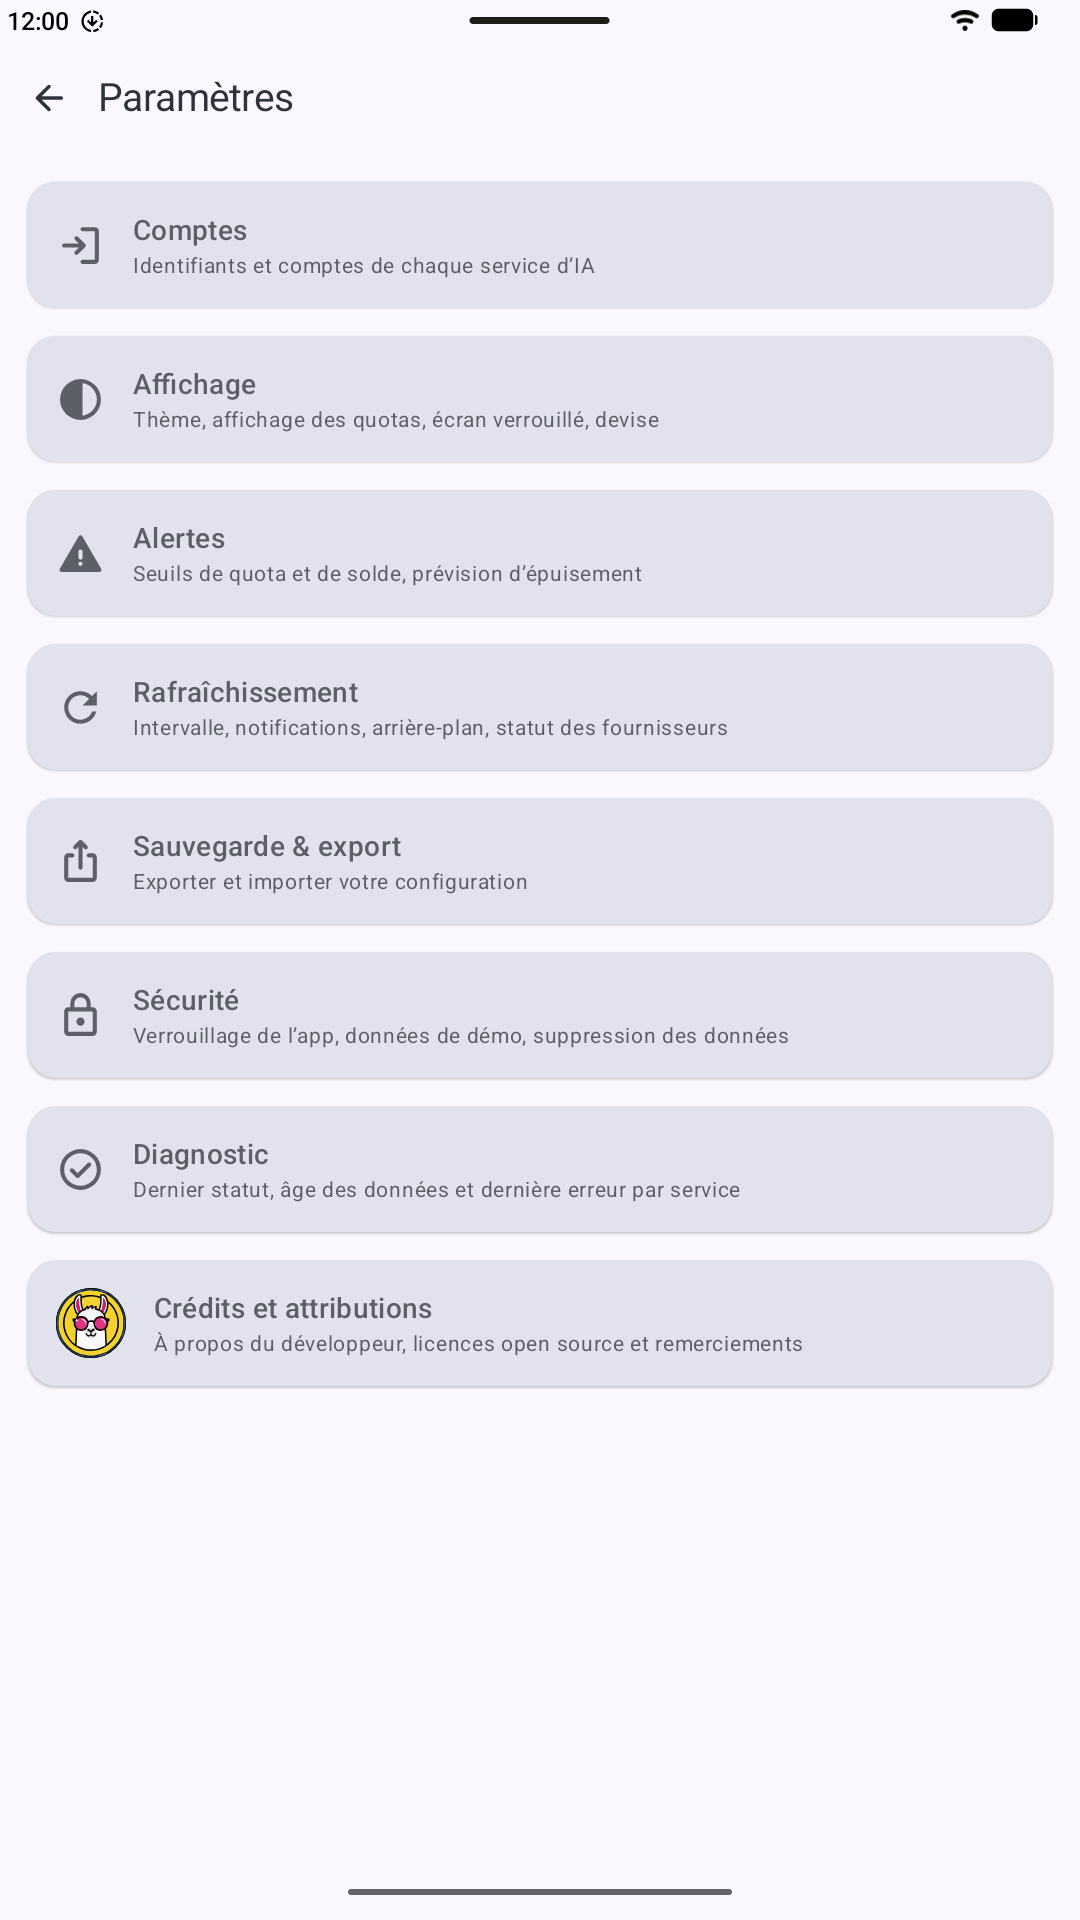 12:00
Paramètres
Comptes
Identifiants et comptes de chaque service d’IA
Affichage
Thème, affichage des quotas, écran verrouillé, devise
Alertes
Seuils de quota et de solde, prévision d’épuisement
Rafraîchissement
Intervalle, notifications, arrière-plan, statut des fournisseurs
Sauvegarde & export
Exporter et importer votre configuration
Sécurité
Verrouillage de l’app, données de démo, suppression des données
Diagnostic
Dernier statut, âge des données et dernière erreur par service
Crédits et attributions
À propos du développeur, licences open source et remerciements